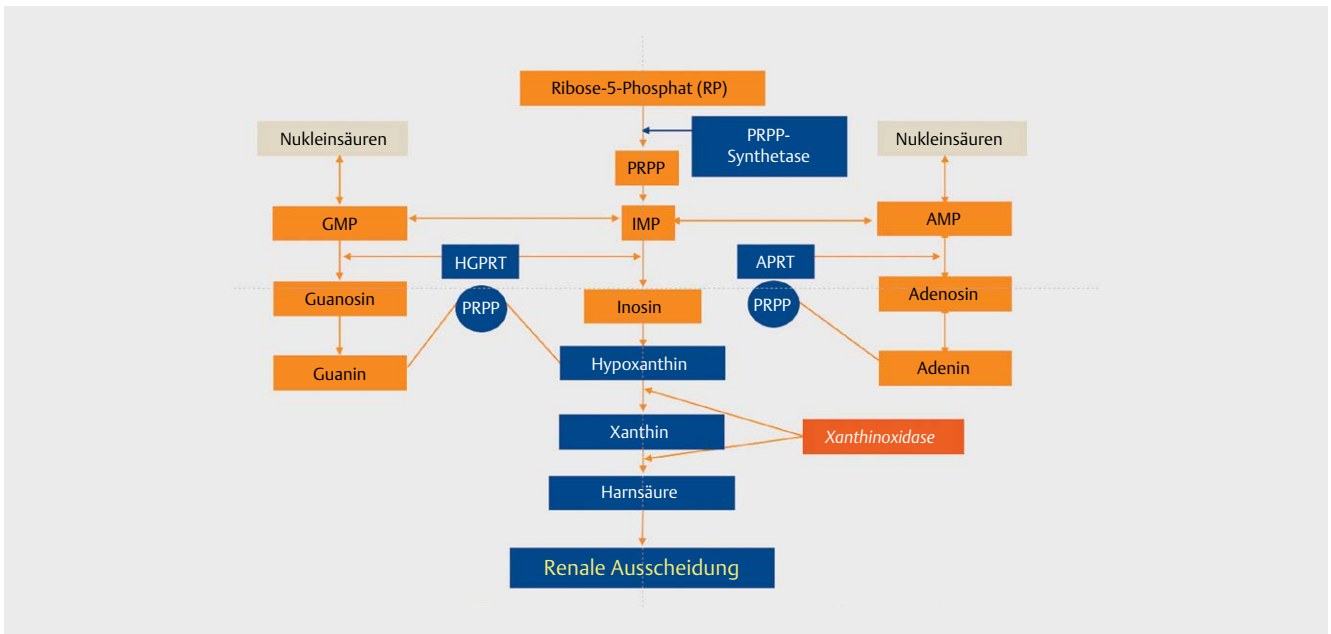 Ribose-5-Phosphat (RP)
Nukleinsäuren
PRPP-
Synthetase
Nukleinsäuren
PRPP
GMP
IMP
AMP
HGPRT
APRT
Guanosin
PRPP
Inosin
PRPP
Adenosin
Guanin
Hypoxanthin
Adenin
Xanthin
Xanthinoxidase
Harnsäure
Renale Ausscheidung